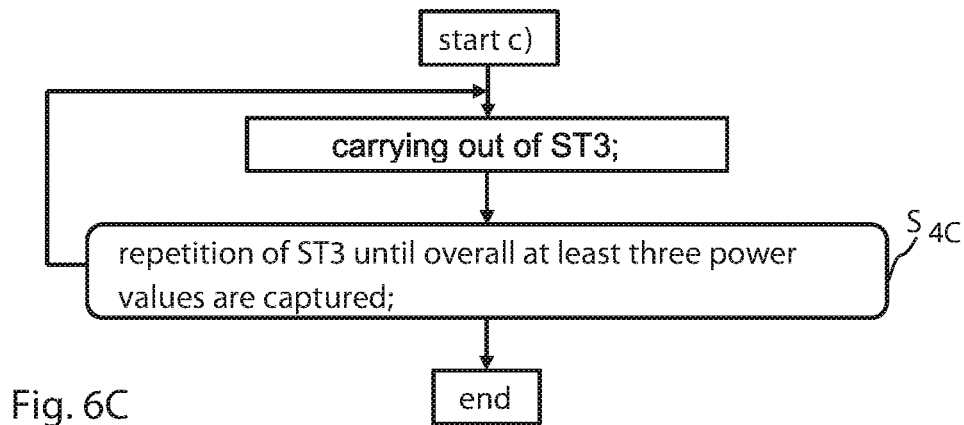 start c)
carrying out of ST3;
repetition of ST3 until overall at least three power
values are captured;
S 4C
end
Fig. 6C